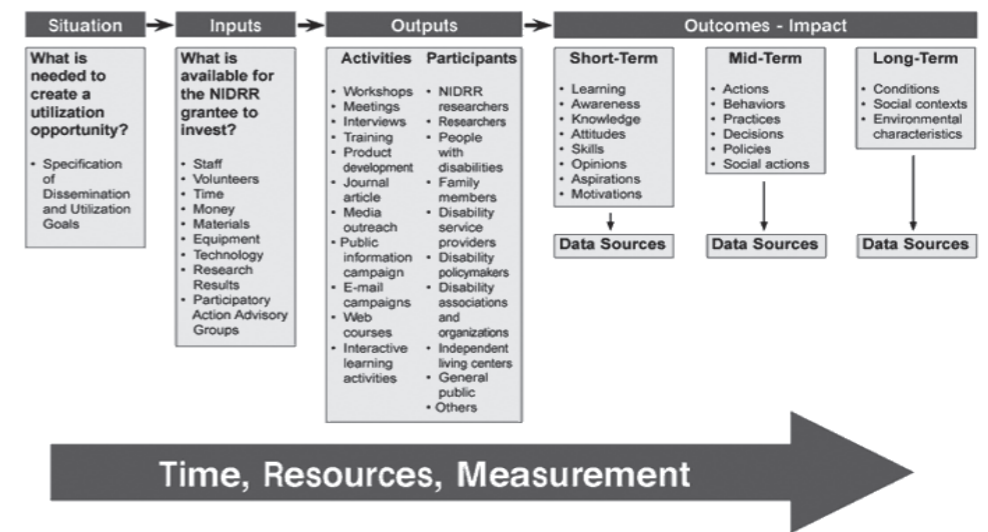 Situation
Inputs
Outputs
Outcomes - Impact
What is
needed to
create a
utilization
opportunity?
• Specification
of
Dissemination
and Utilization
Goals
What is
available for
the NIDRR
grantee to
invest?
• Staff
• Volunteers
• Time
• Money
• Materials
• Equipment
• Technology
• Research
Results
• Participatory
Action Advisory
Groups
Activities
• Workshops
• Meetings
• Interviews
• Training
• Product
development
• Journal
article
• Media
outreach
• Public
information
campaign
• E-mail
campaigns
• Web
courses
• Interactive
learning
activities
Participants
• NIDRR
researchers
• Researchers
• People
with
disabilities
• Family
members
• Disability
service
providers
• Disability
policymakers
• Disability
associations
and
organizations
• Independent
living centers
• General
public
• Others
Short-Term
• Learning
• Awareness
• Knowledge
• Attitudes
• Skills
• Opinions
• Aspirations
• Motivations
Data Sources
Mid-Term
• Actions
• Behaviors
• Practices
• Decisions
• Policies
• Social actions
Data Sources
Long-Term
• Conditions
• Social contexts
• Environmental
characteristics
Data Sources
Time, Resources, Measurement